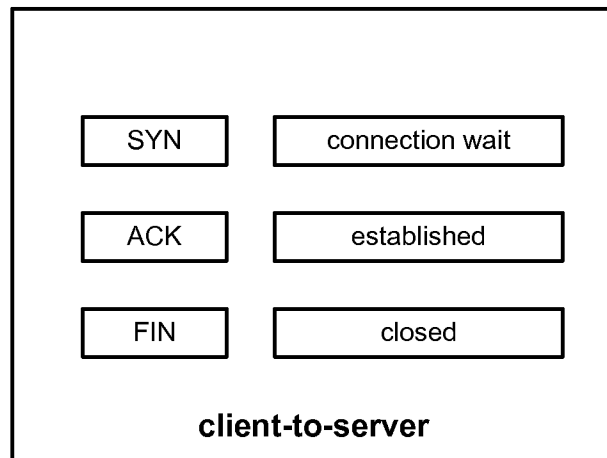 SYN connection wait
ACK established
FIN closed
client-to-server